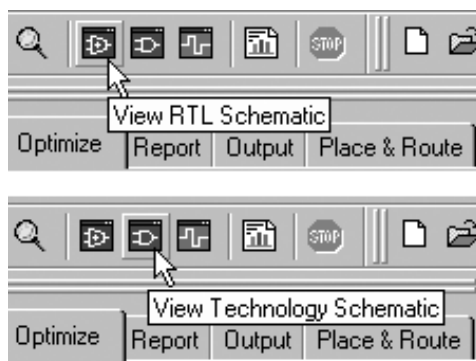 STOP
View RTL Schematic
Optimize Report Output Place & Route
STOP
View Technology Schematic
Optimize Report Output Place & Route